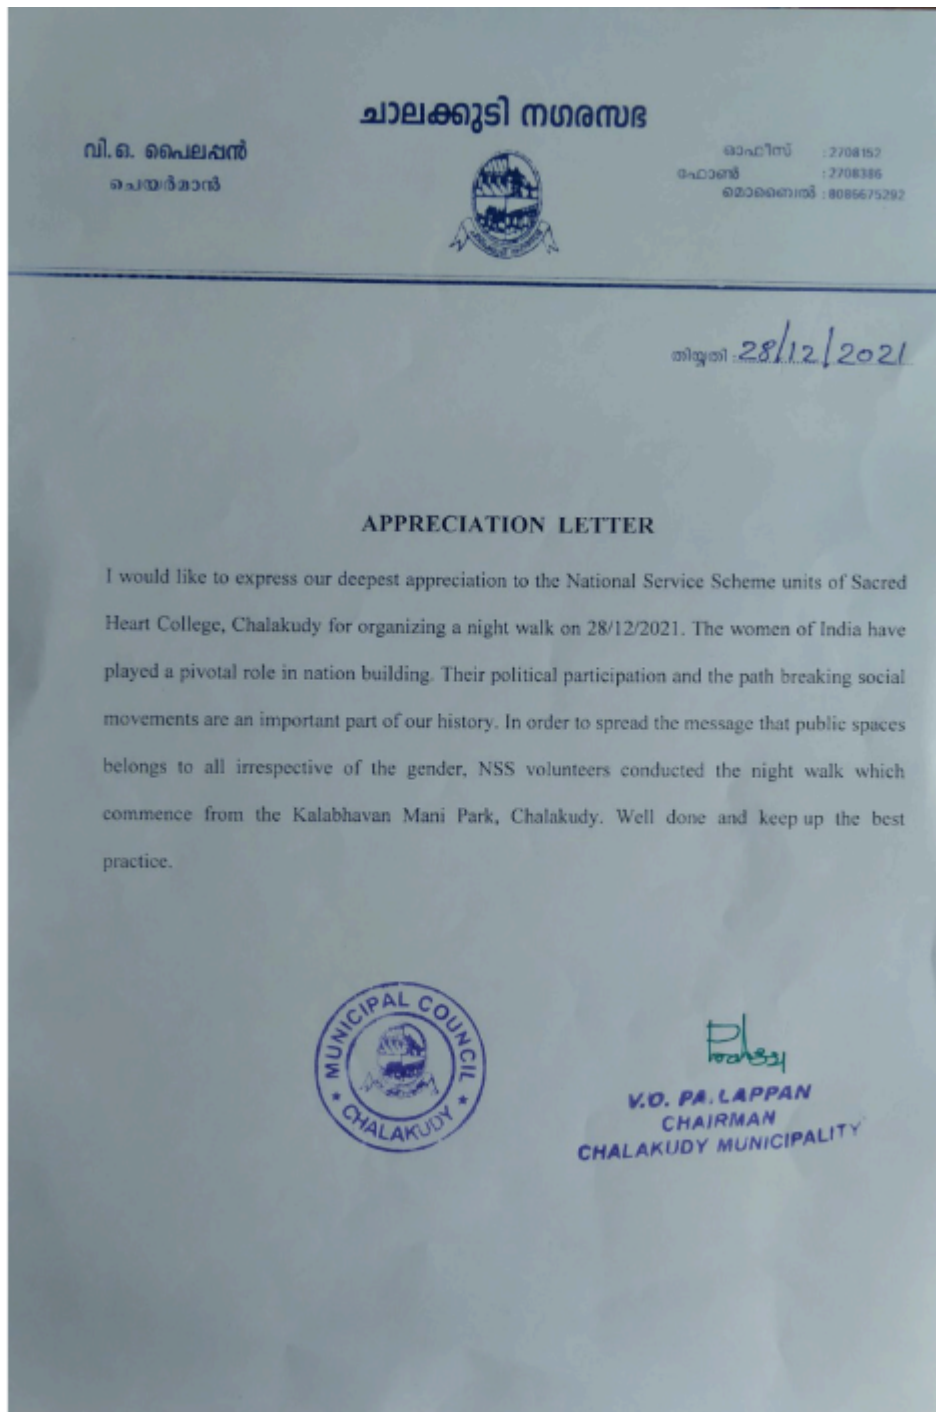 ചാലക്കുടി നഗരസഭ
വി.ഒ. പൈലപ്പൻ
ചെയർമാൻ
ഓഫീസ് : 2708152
ഫോൺ : 2708386
മൊബൈൽ : 8086675292
തിയ്യതി : 28/12/2021
APPRECIATION LETTER
I would like to express our deepest appreciation to the National Service Scheme units of Sacred
Heart College, Chalakudy for organizing a night walk on 28/12/2021. The women of India have
played a pivotal role in nation building. Their political participation and the path breaking social
movements are an important part of our history. In order to spread the message that public spaces
belongs to all irrespective of the gender, NSS volunteers conducted the night walk which
commence from the Kalabhavan Mani Park, Chalakudy. Well done and keep up the best
practice.
MUNICIPAL COUNCIL
CHALAKUDY
V.O. PA.LAPPAN
CHAIRMAN
CHALAKUDY MUNICIPALITY